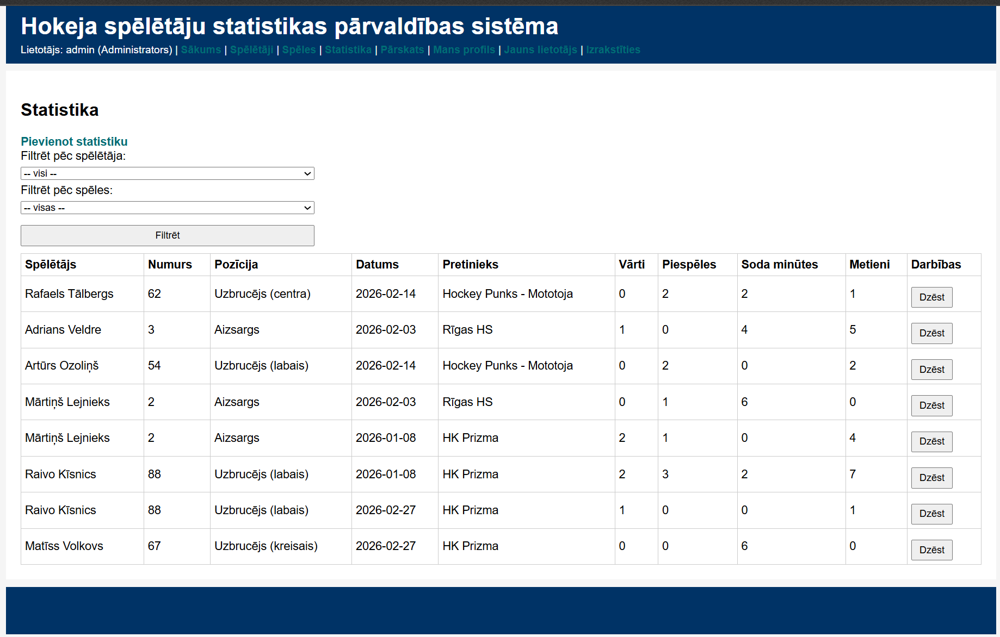 Hokeja spēlētāju statistikas pārvaldības sistēma
Lietotājs: admin (Administrators) | Sākums | Spēlētāji | Spēles | Statistika | Pārskats | Mans profils | Jauns lietotājs | Izrakstīties
Statistika
Pievienot statistiku
Filtrēt pēc spēlētāja:
-- visi --
Filtrēt pēc spēles:
-- visas --
Filtrēt
Spēlētājs Numurs Pozīcija Datums Pretinieks Vārti Piespēles Soda minūtes Metieni Darbības
Rafaels Tālbergs 62 Uzbrucējs (centra) 2026-02-14 Hockey Punks - Mototoja 0 2 2 1 Dzēst
Adrians Veldre 3 Aizsargs 2026-02-03 Rīgas HS 1 0 4 5 Dzēst
Artūrs Ozoliņš 54 Uzbrucējs (labais) 2026-02-14 Hockey Punks - Mototoja 0 2 0 2 Dzēst
Mārtiņš Lejnieks 2 Aizsargs 2026-02-03 Rīgas HS 0 1 6 0 Dzēst
Mārtiņš Lejnieks 2 Aizsargs 2026-01-08 HK Prizma 2 1 0 4 Dzēst
Raivo Kīsnics 88 Uzbrucējs (labais) 2026-01-08 HK Prizma 2 3 2 7 Dzēst
Raivo Kīsnics 88 Uzbrucējs (labais) 2026-02-27 HK Prizma 1 0 0 1 Dzēst
Matīss Volkovs 67 Uzbrucējs (kreisais) 2026-02-27 HK Prizma 0 0 6 0 Dzēst